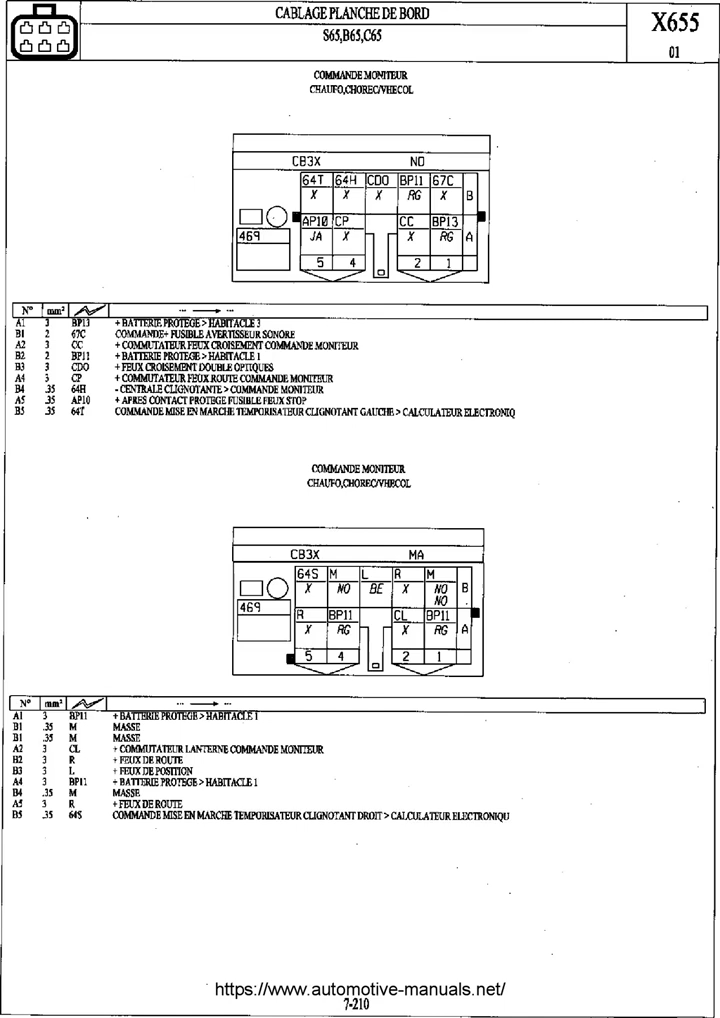 CABLAGE PLANCHE DE BORD
S65,B65,C65
X655
01
COMMANDE MONITEUR
CHAUFO,CHOREC/VHECOL
CB3X NO
64T 64H CDO BP11 67C
X X X RG X B
AP10 CP CC BP13
469 JA X X RG A
5 4 2 1
N° mm²
A1 3 BP13 + BATTERIE PROTEGE > HABITACLE 3
B1 2 67C COMMANDE+ FUSIBLE AVERTISSEUR SONORE
A2 3 CC + COMMUTATEUR FEUX CROISEMENT COMMANDE MONITEUR
B2 2 BP11 + BATTERIE PROTEGE > HABITACLE 1
B3 3 CDO + FEUX CROISEMENT DOUBLE OPTIQUES
A4 3 CP + COMMUTATEUR FEUX ROUTE COMMANDE MONITEUR
B4 .35 64H - CENTRALE CLIGNOTANTE > COMMANDE MONITEUR
A5 .35 AP10 + APRES CONTACT PROTEGE FUSIBLE FEUX STOP
B5 .35 64T COMMANDE MISE EN MARCHE TEMPORISATEUR CLIGNOTANT GAUCHE > CALCULATEUR ELECTRONIQ
COMMANDE MONITEUR
CHAUFO,CHOREC/VHECOL
CB3X MA
64S M L R M
X NO BE X NO B
NO
469 R BP11 CL BP11
X RG X RG A
5 4 2 1
N° mm²
A1 3 BP11 + BATTERIE PROTEGE > HABITACLE 1
B1 .35 M MASSE
B1 .35 M MASSE
A2 3 CL + COMMUTATEUR LANTERNE COMMANDE MONITEUR
B2 3 R + FEUX DE ROUTE
B3 3 L + FEUX DE POSITION
A4 3 BP11 + BATTERIE PROTEGE > HABITACLE 1
B4 .35 M MASSE
A5 3 R + FEUX DE ROUTE
B5 .35 64S COMMANDE MISE EN MARCHE TEMPORISATEUR CLIGNOTANT DROIT > CALCULATEUR ELECTRONIQU
https://www.automotive-manuals.net/
7-210